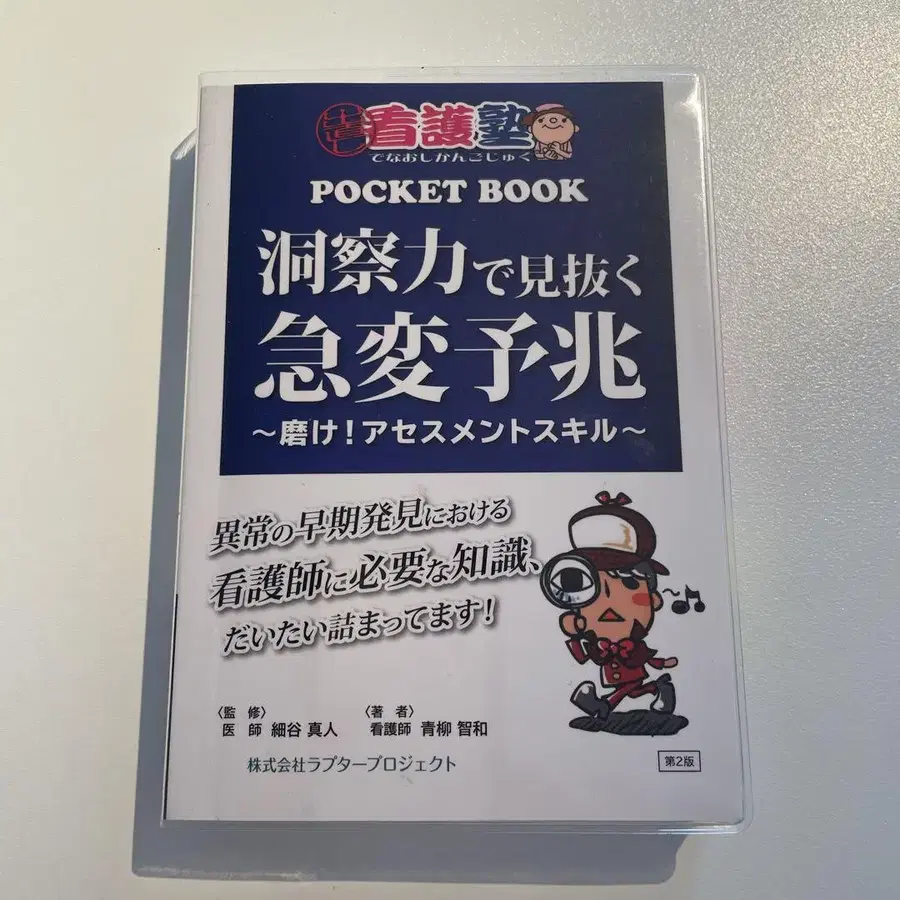 出直し看護塾
でなおしかんごじゅく
POCKET BOOK
洞察力で見抜く
急変予兆
～磨け！アセスメントスキル～
異常の早期発見における
看護師に必要な知識、
だいたい詰まってます！
〈監 修〉 〈著 者〉
医 師 細谷 真人 看護師 青柳 智和
株式会社ラプタープロジェクト
第2版